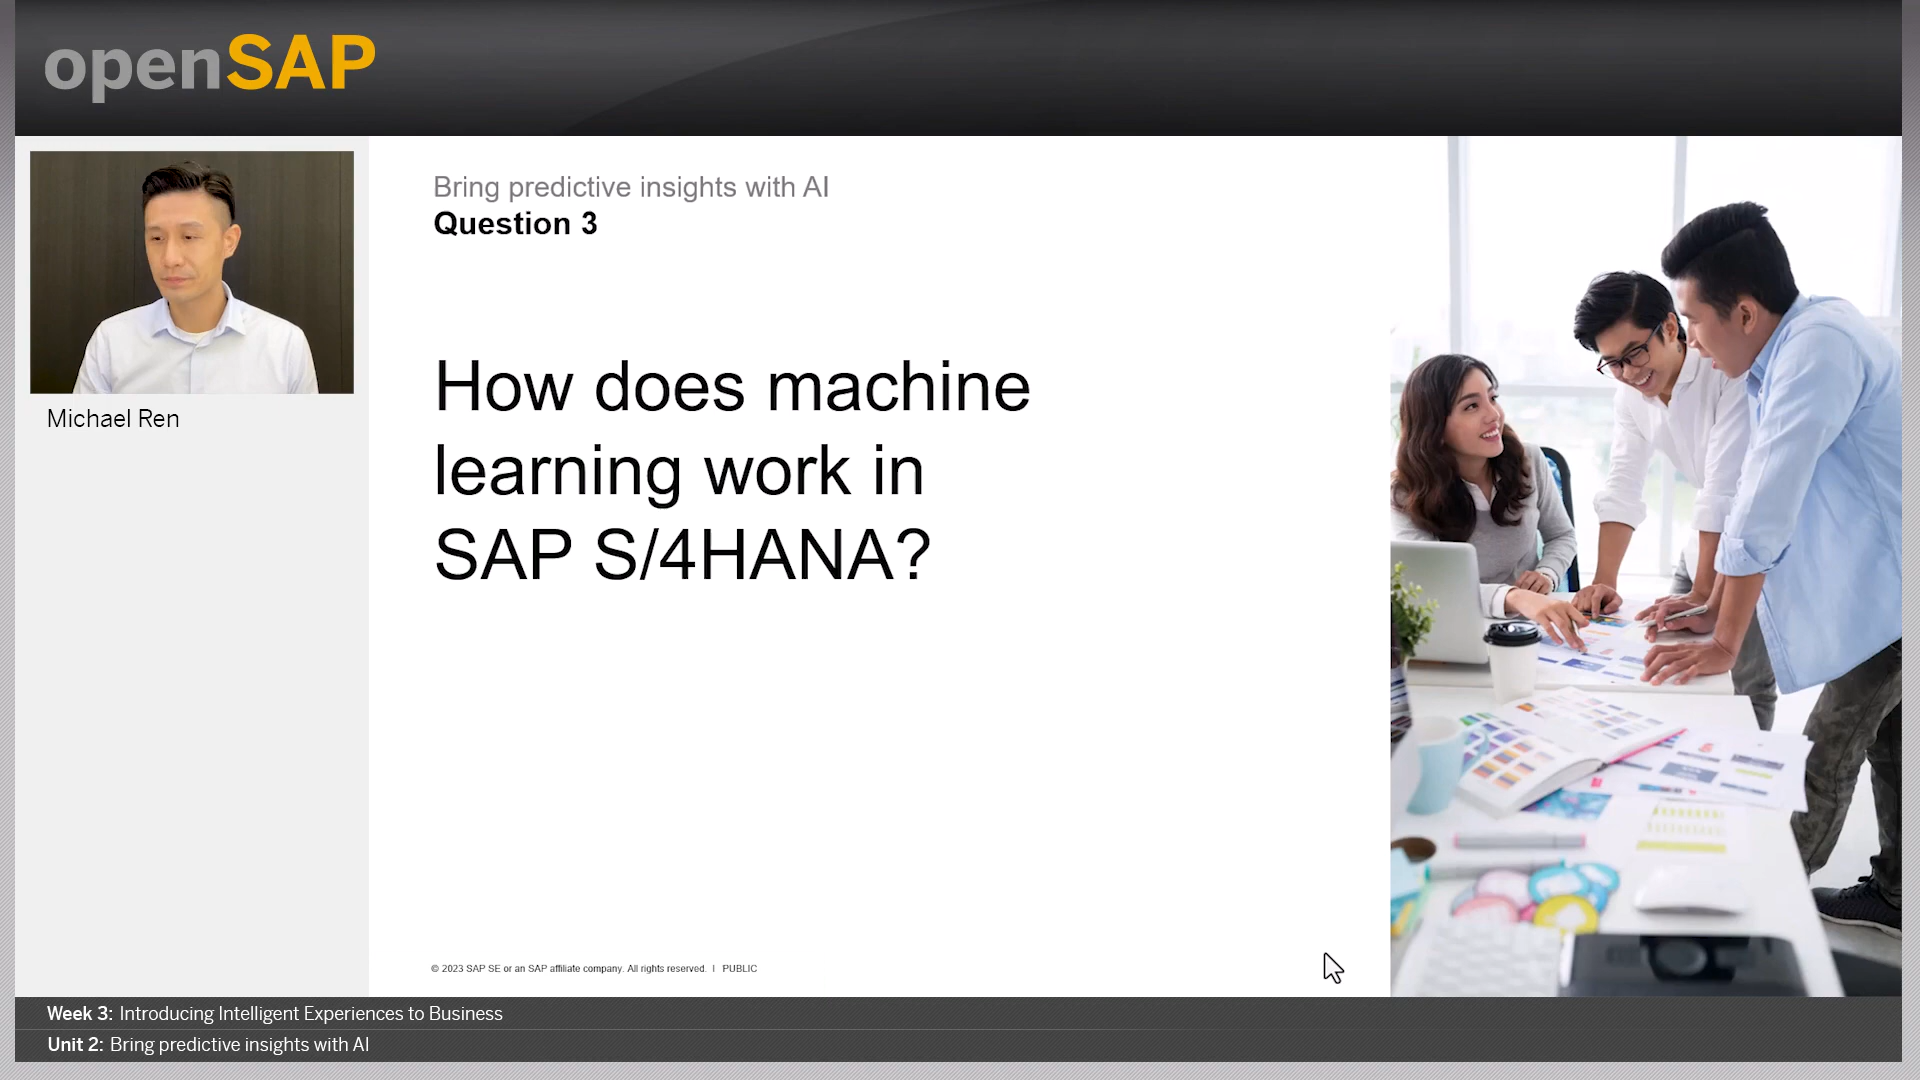 openSAP
Michael Ren
Bring predictive insights with AI
Question 3
How does machine
learning work in
SAP S/4HANA?
© 2023 SAP SE or an SAP affiliate company. All rights reserved. | PUBLIC
Week 3: Introducing Intelligent Experiences to Business
Unit 2: Bring predictive insights with AI